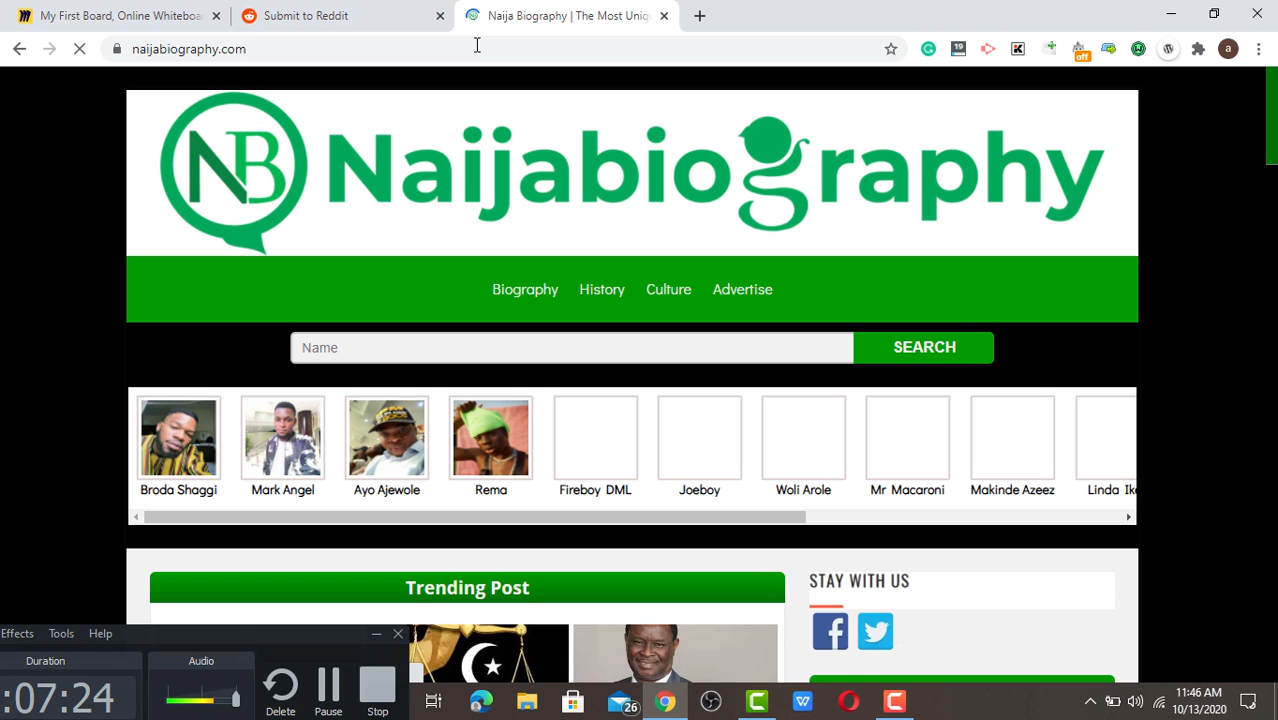 My First Board, Online Whiteboa
Submit to Reddit
Naija Biography | The Most Uniq
naijabiography.com
19
K
off
a
NB Naijabiography
Biography History Culture Advertise
Name
SEARCH
Broda Shaggi
Mark Angel
Ayo Ajewole
Rema
Fireboy DML
Joeboy
Woli Arole
Mr Macaroni
Makinde Azeez
Linda Ike
Trending Post
STAY WITH US
Effects Tools Help
Duration
Audio
:07:24
Delete
Pause
Stop
26
11:46 AM
10/13/2020